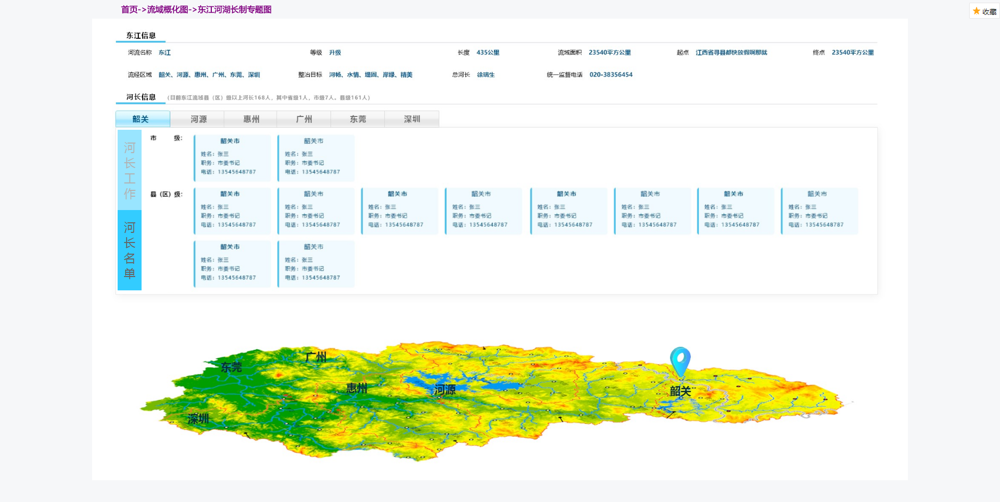 首页->流域概化图->东江河湖长制专题图
收藏
东江信息
河流名称 东江 等级 升级 长度 435公里 流域面积 23540平方公里 起点 江西省寻县都快放假啊那就 终点 23540平方公里
流经区域 韶关、河源、惠州、广州、东莞、深圳 整治目标 河畅、水情、堤固、岸绿、精美 总河长 徐瑞生 统一监督电话 020-38356454
河长信息 (目前东江流域县（区）级以上河长168人，其中省级1人，市级7人。县级161人)
韶关 河源 惠州 广州 东莞 深圳
河长工作
河长名单
市 级：
韶关市 韶关市
姓名：张三 姓名：张三
职务：市委书记 职务：市委书记
电话：13545648787 电话：13545648787
县（区）级：
韶关市 韶关市 韶关市 韶关市 韶关市 韶关市 韶关市 韶关市
姓名：张三 姓名：张三 姓名：张三 姓名：张三 姓名：张三 姓名：张三 姓名：张三 姓名：张三
职务：市委书记 职务：市委书记 职务：市委书记 职务：市委书记 职务：市委书记 职务：市委书记 职务：市委书记 职务：市委书记
电话：13545648787 电话：13545648787 电话：13545648787 电话：13545648787 电话：13545648787 电话：13545648787 电话：13545648787 电话：13545648787
韶关市 韶关市
姓名：张三 姓名：张三
职务：市委书记 职务：市委书记
电话：13545648787 电话：13545648787
广州
东莞
惠州
河源
韶关
深圳